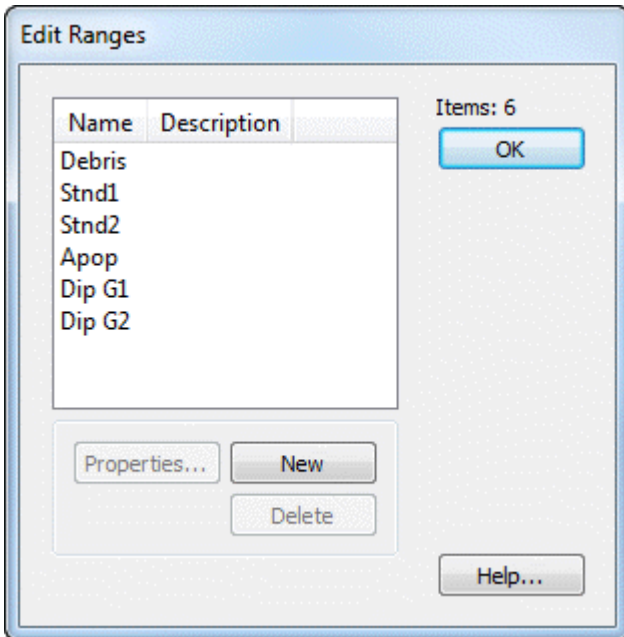 Edit Ranges
Name Description
Items: 6
OK
Debris
Stnd1
Stnd2
Apop
Dip G1
Dip G2
Properties...
New
Delete
Help...